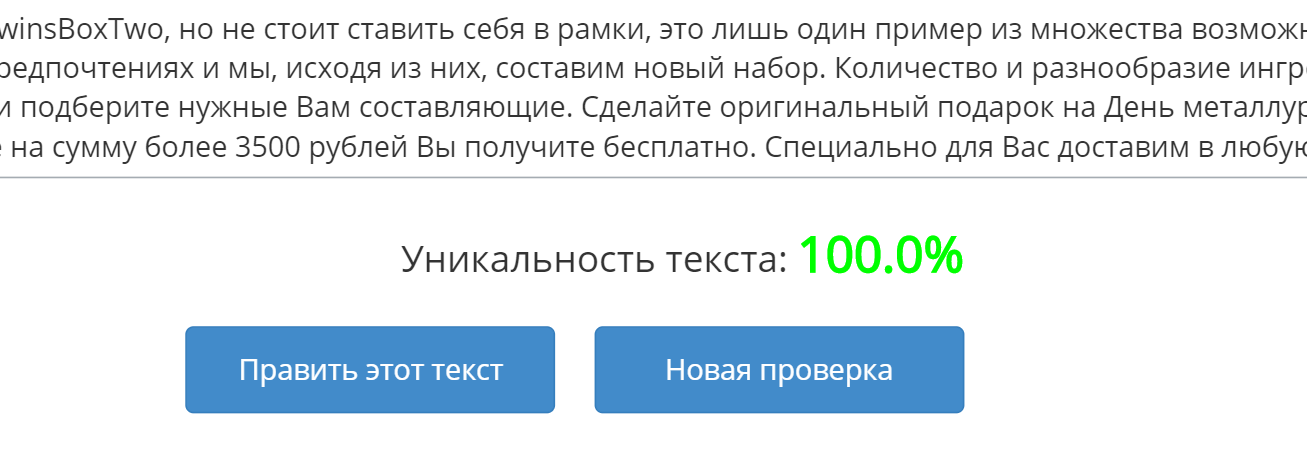 winsBoxTwo, но не стоит ставить себя в рамки, это лишь один пример из множества возможн
редпочтениях и мы, исходя из них, составим новый набор. Количество и разнообразие ингр
и подберите нужные Вам составляющие. Сделайте оригинальный подарок на День металлур
е на сумму более 3500 рублей Вы получите бесплатно. Специально для Вас доставим в любую
Уникальность текста: 100.0%
Править этот текст Новая проверка